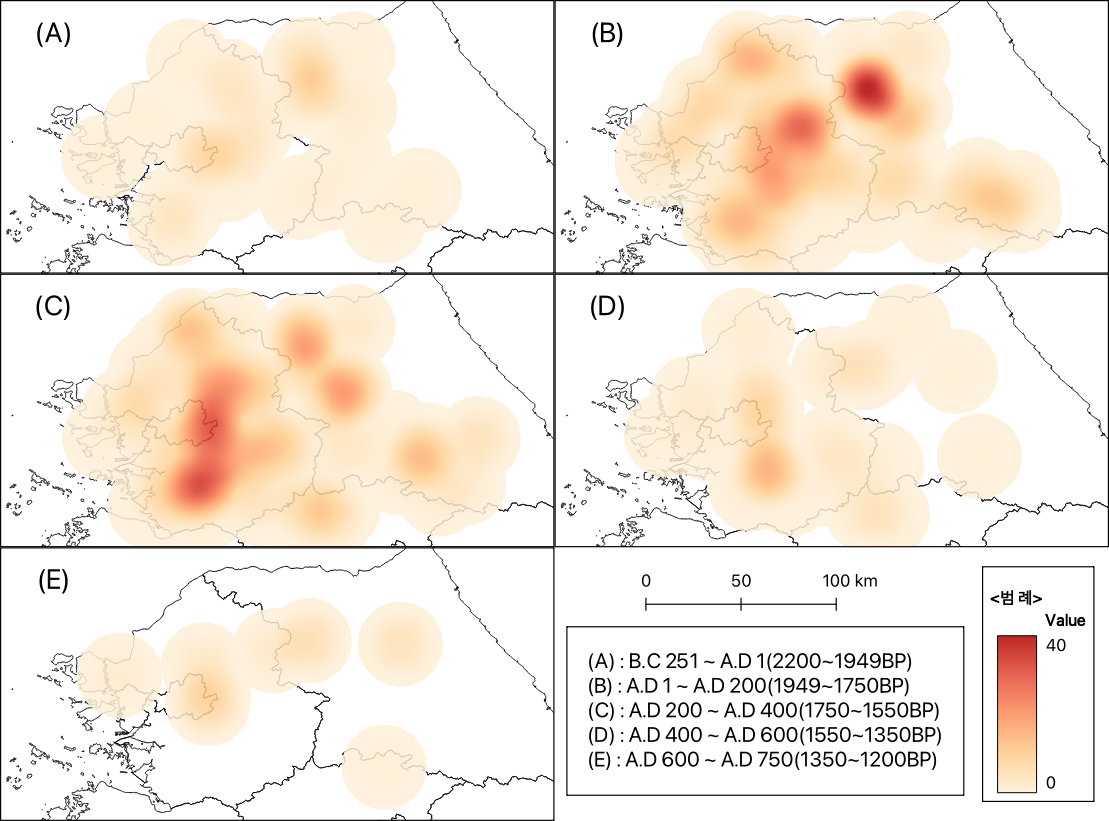 (A)
(B)
(C)
(D)
(E)
0 50 100 km
(A) : B.C 251 ~ A.D 1(2200~1949BP)
(B) : A.D 1 ~ A.D 200(1949~1750BP)
(C) : A.D 200 ~ A.D 400(1750~1550BP)
(D) : A.D 400 ~ A.D 600(1550~1350BP)
(E) : A.D 600 ~ A.D 750(1350~1200BP)
<범 례>
Value
40
0